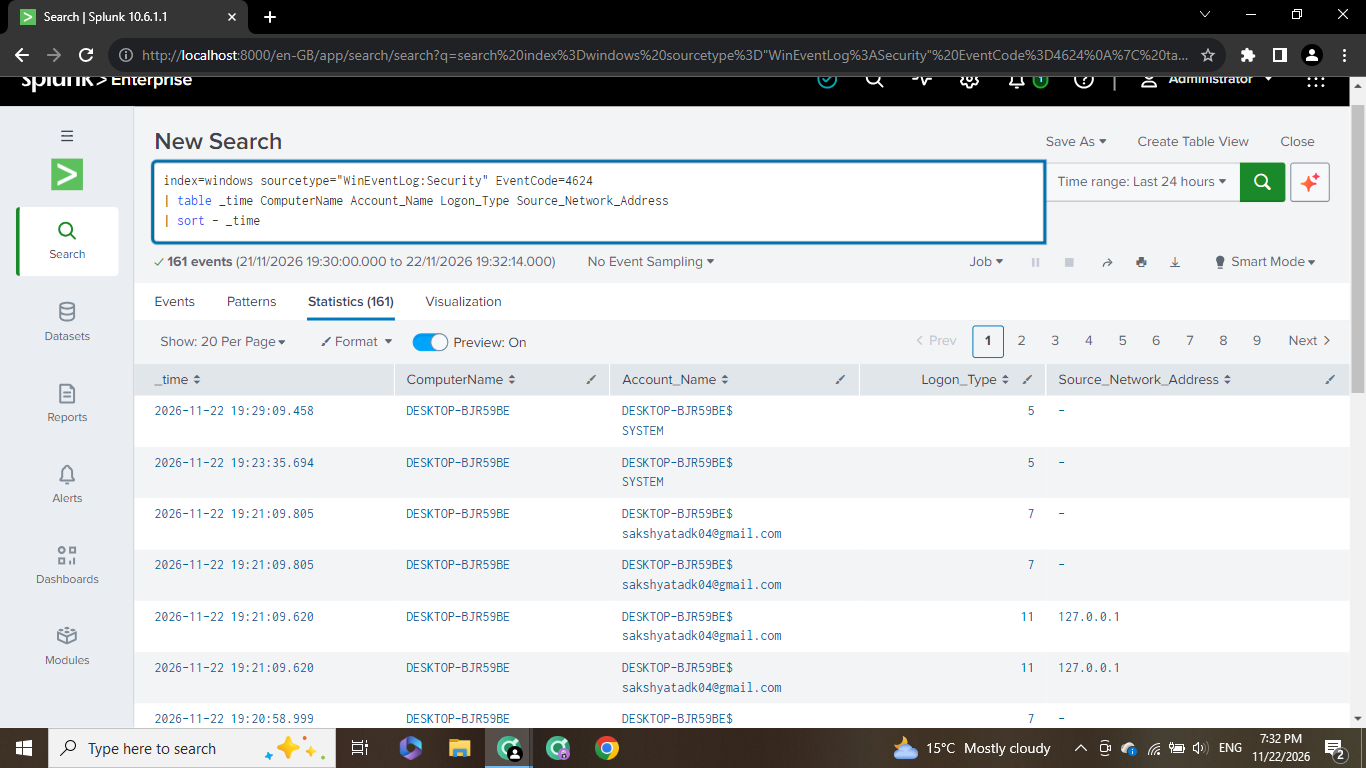 Search | Splunk 10.6.1.1
http://localhost:8000/en-GB/app/search/search?q=search%20index%3Dwindows%20sourcetype%3D"WinEventLog%3ASecurity"%20EventCode%3D4624%0A%7C%20ta...
splunk>Enterprise
1
Administrator
New Search
Save As
Create Table View
Close
index=windows sourcetype="WinEventLog:Security" EventCode=4624
| table _time ComputerName Account_Name Logon_Type Source_Network_Address
| sort - _time
Time range: Last 24 hours
161 events (21/11/2026 19:30:00.000 to 22/11/2026 19:32:14.000)
No Event Sampling
Job
Smart Mode
Search
Datasets
Reports
Alerts
Dashboards
Modules
Events
Patterns
Statistics (161)
Visualization
Show: 20 Per Page
Format
Preview: On
< Prev 1 2 3 4 5 6 7 8 9 Next >
_time ComputerName Account_Name Logon_Type Source_Network_Address
2026-11-22 19:29:09.458 DESKTOP-BJR59BE DESKTOP-BJR59BE$ 5 -
SYSTEM
2026-11-22 19:23:35.694 DESKTOP-BJR59BE DESKTOP-BJR59BE$ 5 -
SYSTEM
2026-11-22 19:21:09.805 DESKTOP-BJR59BE DESKTOP-BJR59BE$ 7 -
sakshyatadk04@gmail.com
2026-11-22 19:21:09.805 DESKTOP-BJR59BE DESKTOP-BJR59BE$ 7 -
sakshyatadk04@gmail.com
2026-11-22 19:21:09.620 DESKTOP-BJR59BE DESKTOP-BJR59BE$ 11 127.0.0.1
sakshyatadk04@gmail.com
2026-11-22 19:21:09.620 DESKTOP-BJR59BE DESKTOP-BJR59BE$ 11 127.0.0.1
sakshyatadk04@gmail.com
2026-11-22 19:20:58.999 DESKTOP-BJR59BE DESKTOP-BJR59BE$ 7 -
Type here to search
15°C Mostly cloudy
ENG
7:32 PM
11/22/2026
2